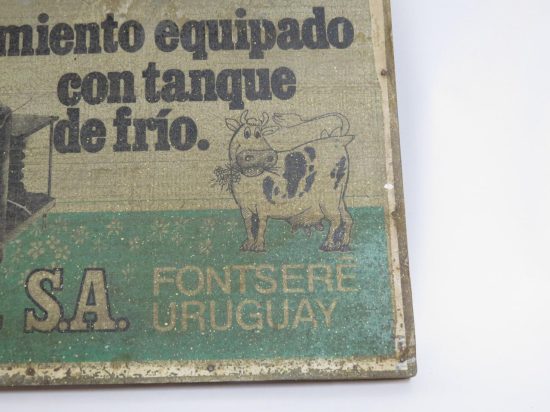 miento equipado
con tanque
de frío.
S.A.
FONTSERE
URUGUAY